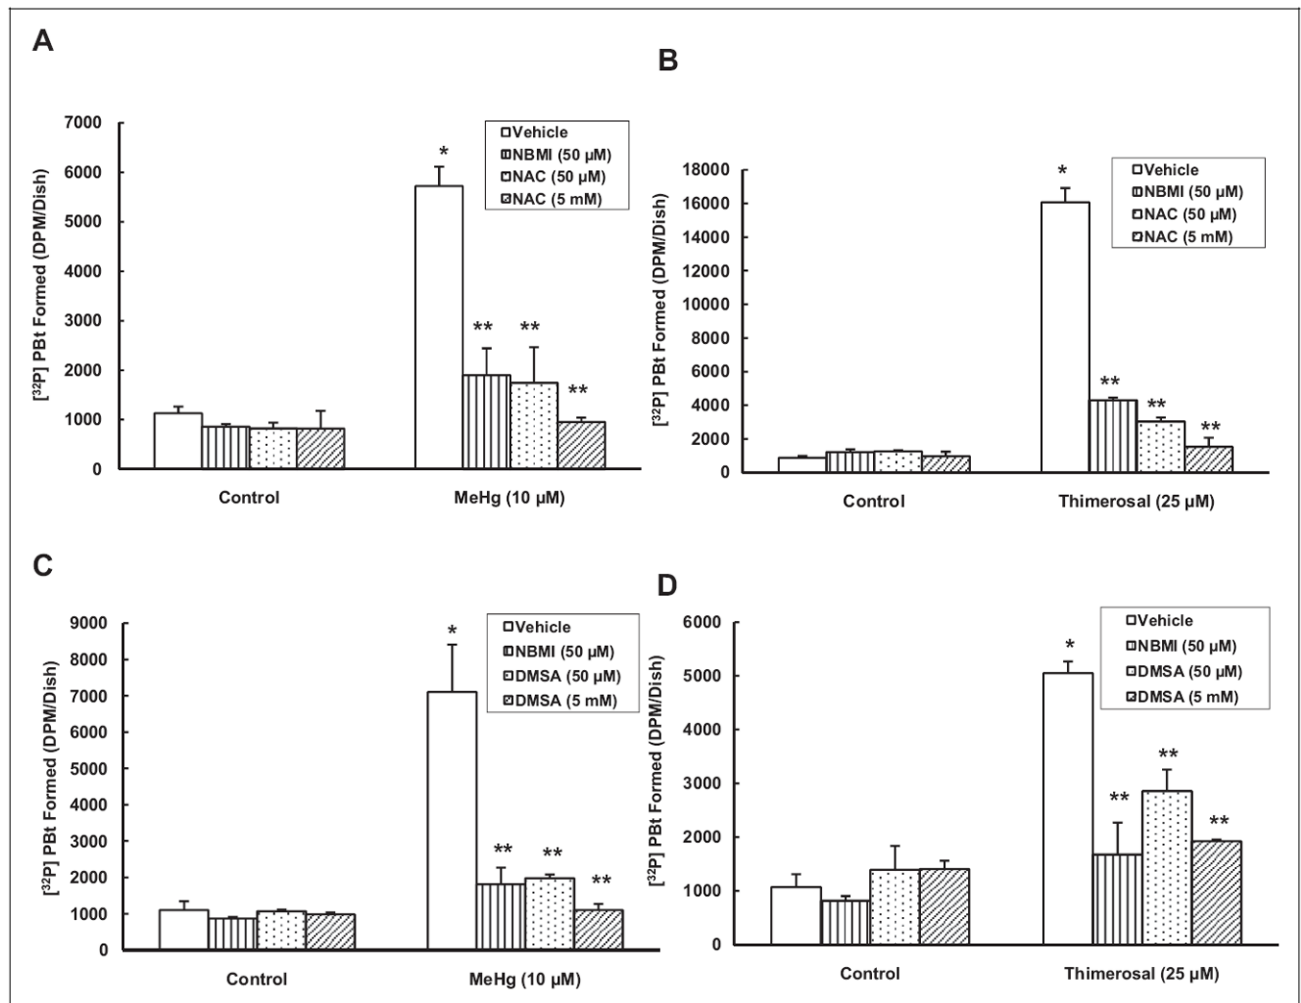 A
[³²P] PBt Formed (DPM/Dish)
7000
6000
5000
4000
3000
2000
1000
0
Vehicle
NBMI (50 µM)
NAC (50 µM)
NAC (5 mM)
*
**
**
**
Control
MeHg (10 µM)
B
[³²P] PBt Formed (DPM/Dish)
18000
16000
14000
12000
10000
8000
6000
4000
2000
0
Vehicle
NBMI (50 µM)
NAC (50 µM)
NAC (5 mM)
*
**
**
**
Control
Thimerosal (25 µM)
C
[³²P] PBt Formed (DPM/Dish)
9000
8000
7000
6000
5000
4000
3000
2000
1000
0
Vehicle
NBMI (50 µM)
DMSA (50 µM)
DMSA (5 mM)
*
**
**
**
Control
MeHg (10 µM)
D
[³²P] PBt Formed (DPM/Dish)
6000
5000
4000
3000
2000
1000
0
Vehicle
NBMI (50 µM)
DMSA (50 µM)
DMSA (5 mM)
*
**
**
**
Control
Thimerosal (25 µM)